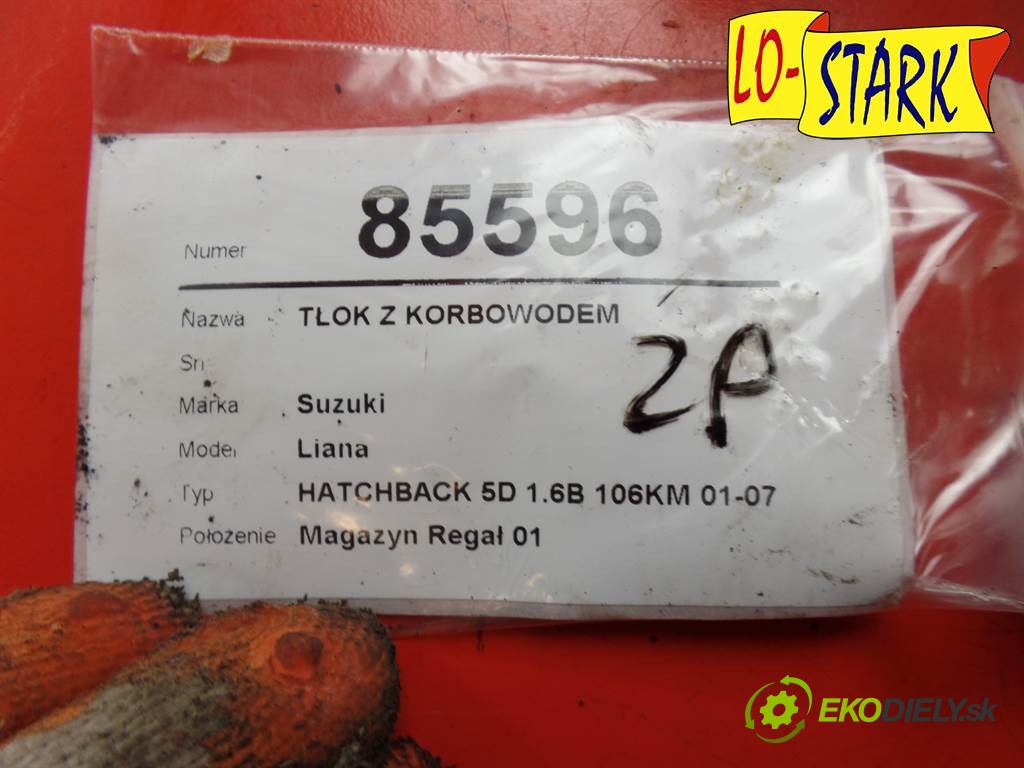 LO-STARK
Numer 85596
Nazwa TŁOK Z KORBOWODEM
Sn
Marka Suzuki
2P
Model Liana
Typ HATCHBACK 5D 1.6B 106KM 01-07
Położenie Magazyn Regał 01
EKODIELY.sk